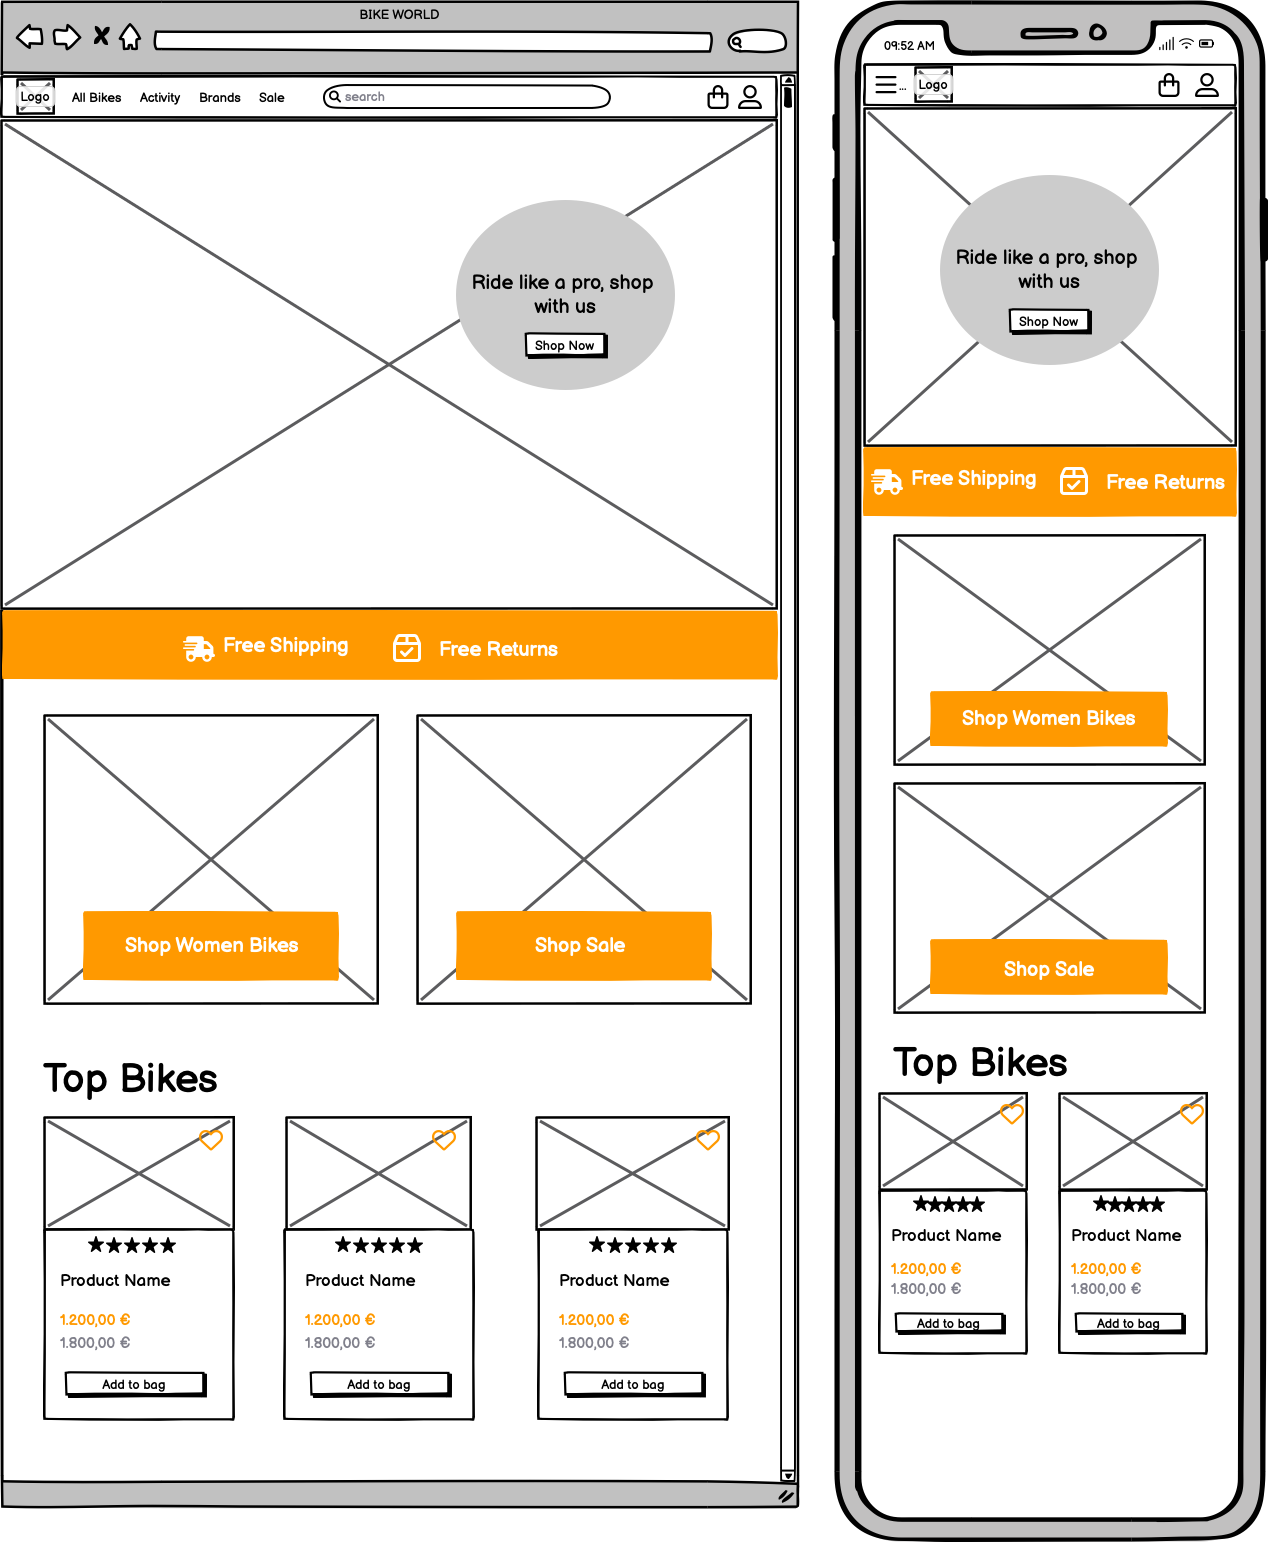 BIKE WORLD
Logo
All Bikes
Activity
Brands
Sale
search
Ride like a pro, shop
with us
Shop Now
Free Shipping
Free Returns
Shop Women Bikes
Shop Sale
Top Bikes
Product Name
1.200,00 €
1.800,00 €
Add to bag
Product Name
1.200,00 €
1.800,00 €
Add to bag
Product Name
1.200,00 €
1.800,00 €
Add to bag
09:52 AM
...
Logo
Ride like a pro, shop
with us
Shop Now
Free Shipping
Free Returns
Shop Women Bikes
Shop Sale
Top Bikes
Product Name
1.200,00 €
1.800,00 €
Add to bag
Product Name
1.200,00 €
1.800,00 €
Add to bag